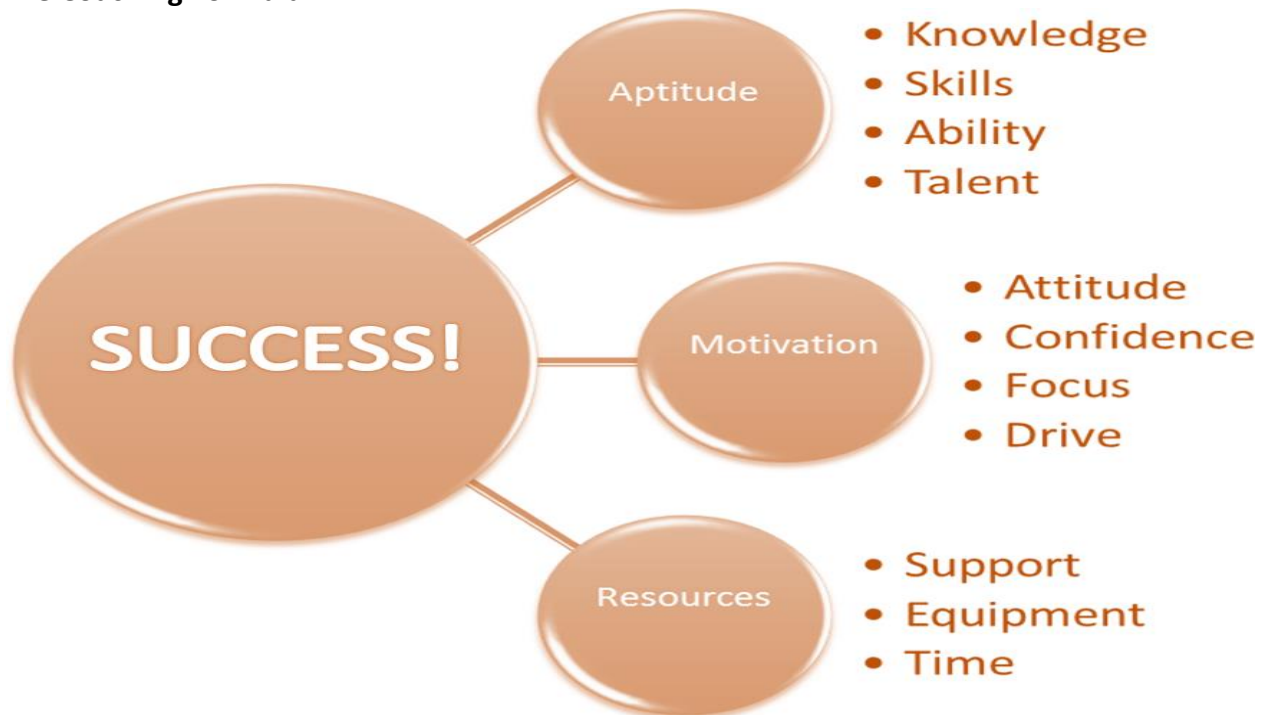 SUCCESS!
Aptitude
• Knowledge
• Skills
• Ability
• Talent
Motivation
• Attitude
• Confidence
• Focus
• Drive
Resources
• Support
• Equipment
• Time